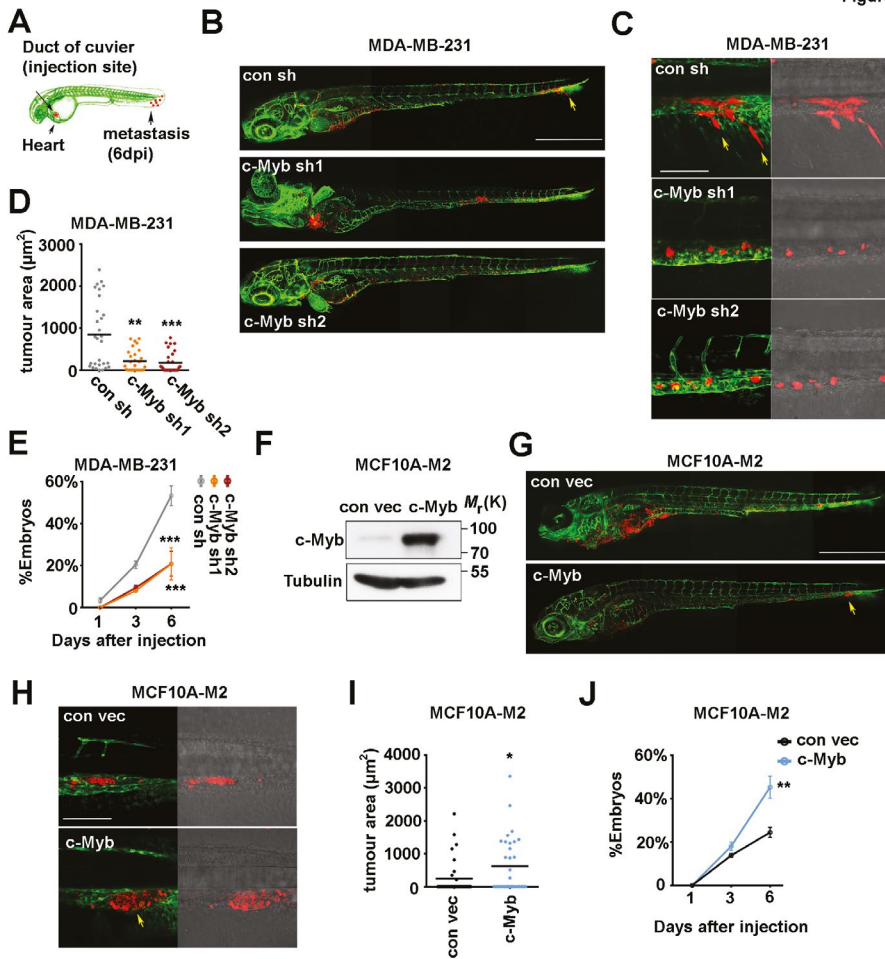 Figu
A
Duct of cuvier
(injection site)
Heart
metastasis
(6dpi)
B
MDA-MB-231
con sh
c-Myb sh1
c-Myb sh2
C
MDA-MB-231
con sh
c-Myb sh1
c-Myb sh2
D
MDA-MB-231
tumour area (µm²)
3000
2000
1000
0
**
***
con sh
c-Myb sh1
c-Myb sh2
E
MDA-MB-231
%Embryos
60%
40%
20%
0
***
***
1
3
6
Days after injection
con sh
c-Myb sh1
c-Myb sh2
F
MCF10A-M2
con vec
c-Myb
Mr(K)
c-Myb
100
70
Tubulin
55
G
MCF10A-M2
con vec
c-Myb
H
MCF10A-M2
con vec
c-Myb
I
MCF10A-M2
tumour area (µm²)
4000
3000
2000
1000
0
*
con vec
c-Myb
J
MCF10A-M2
con vec
c-Myb
%Embryos
60%
40%
20%
0
**
1
3
6
Days after injection